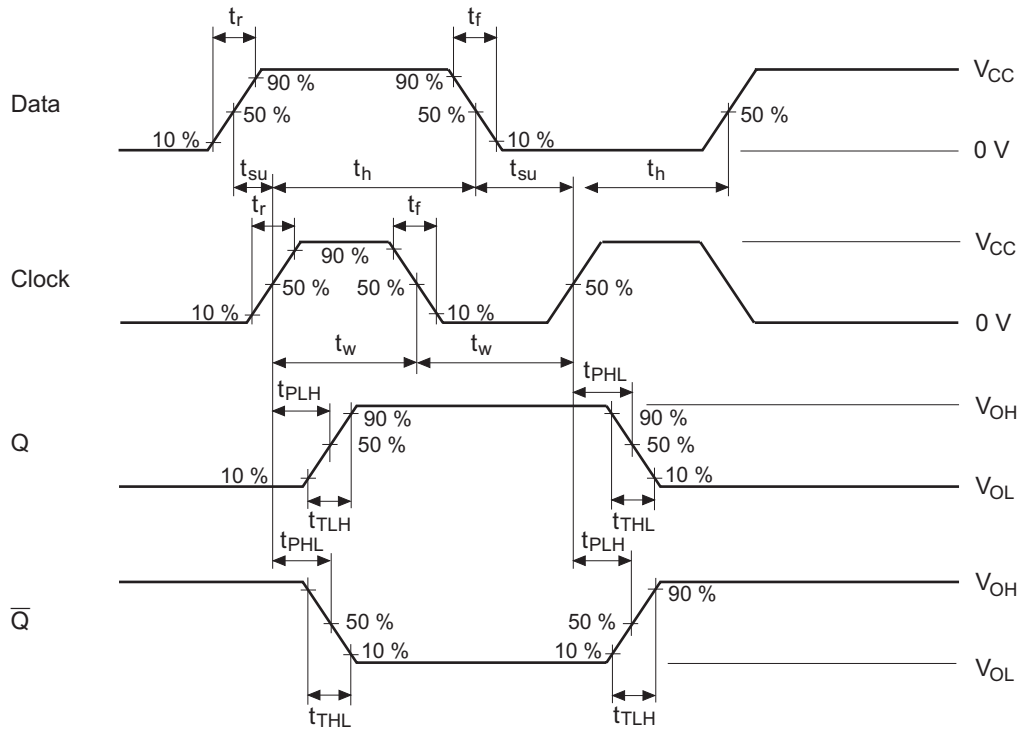 tr
tf
90 %
90 %
VCC
Data
50 %
50 %
50 %
10 %
10 %
0 V
tsu
th
tsu
th
tr
tf
90 %
VCC
Clock
50 %
50 %
50 %
10 %
10 %
0 V
tw
tw
tPLH
tPHL
90 %
90 %
VOH
Q
50 %
50 %
10 %
10 %
VOL
tTLH
tTHL
tPHL
tPLH
90 %
VOH
Q̅
50 %
50 %
10 %
10 %
VOL
tTHL
tTLH